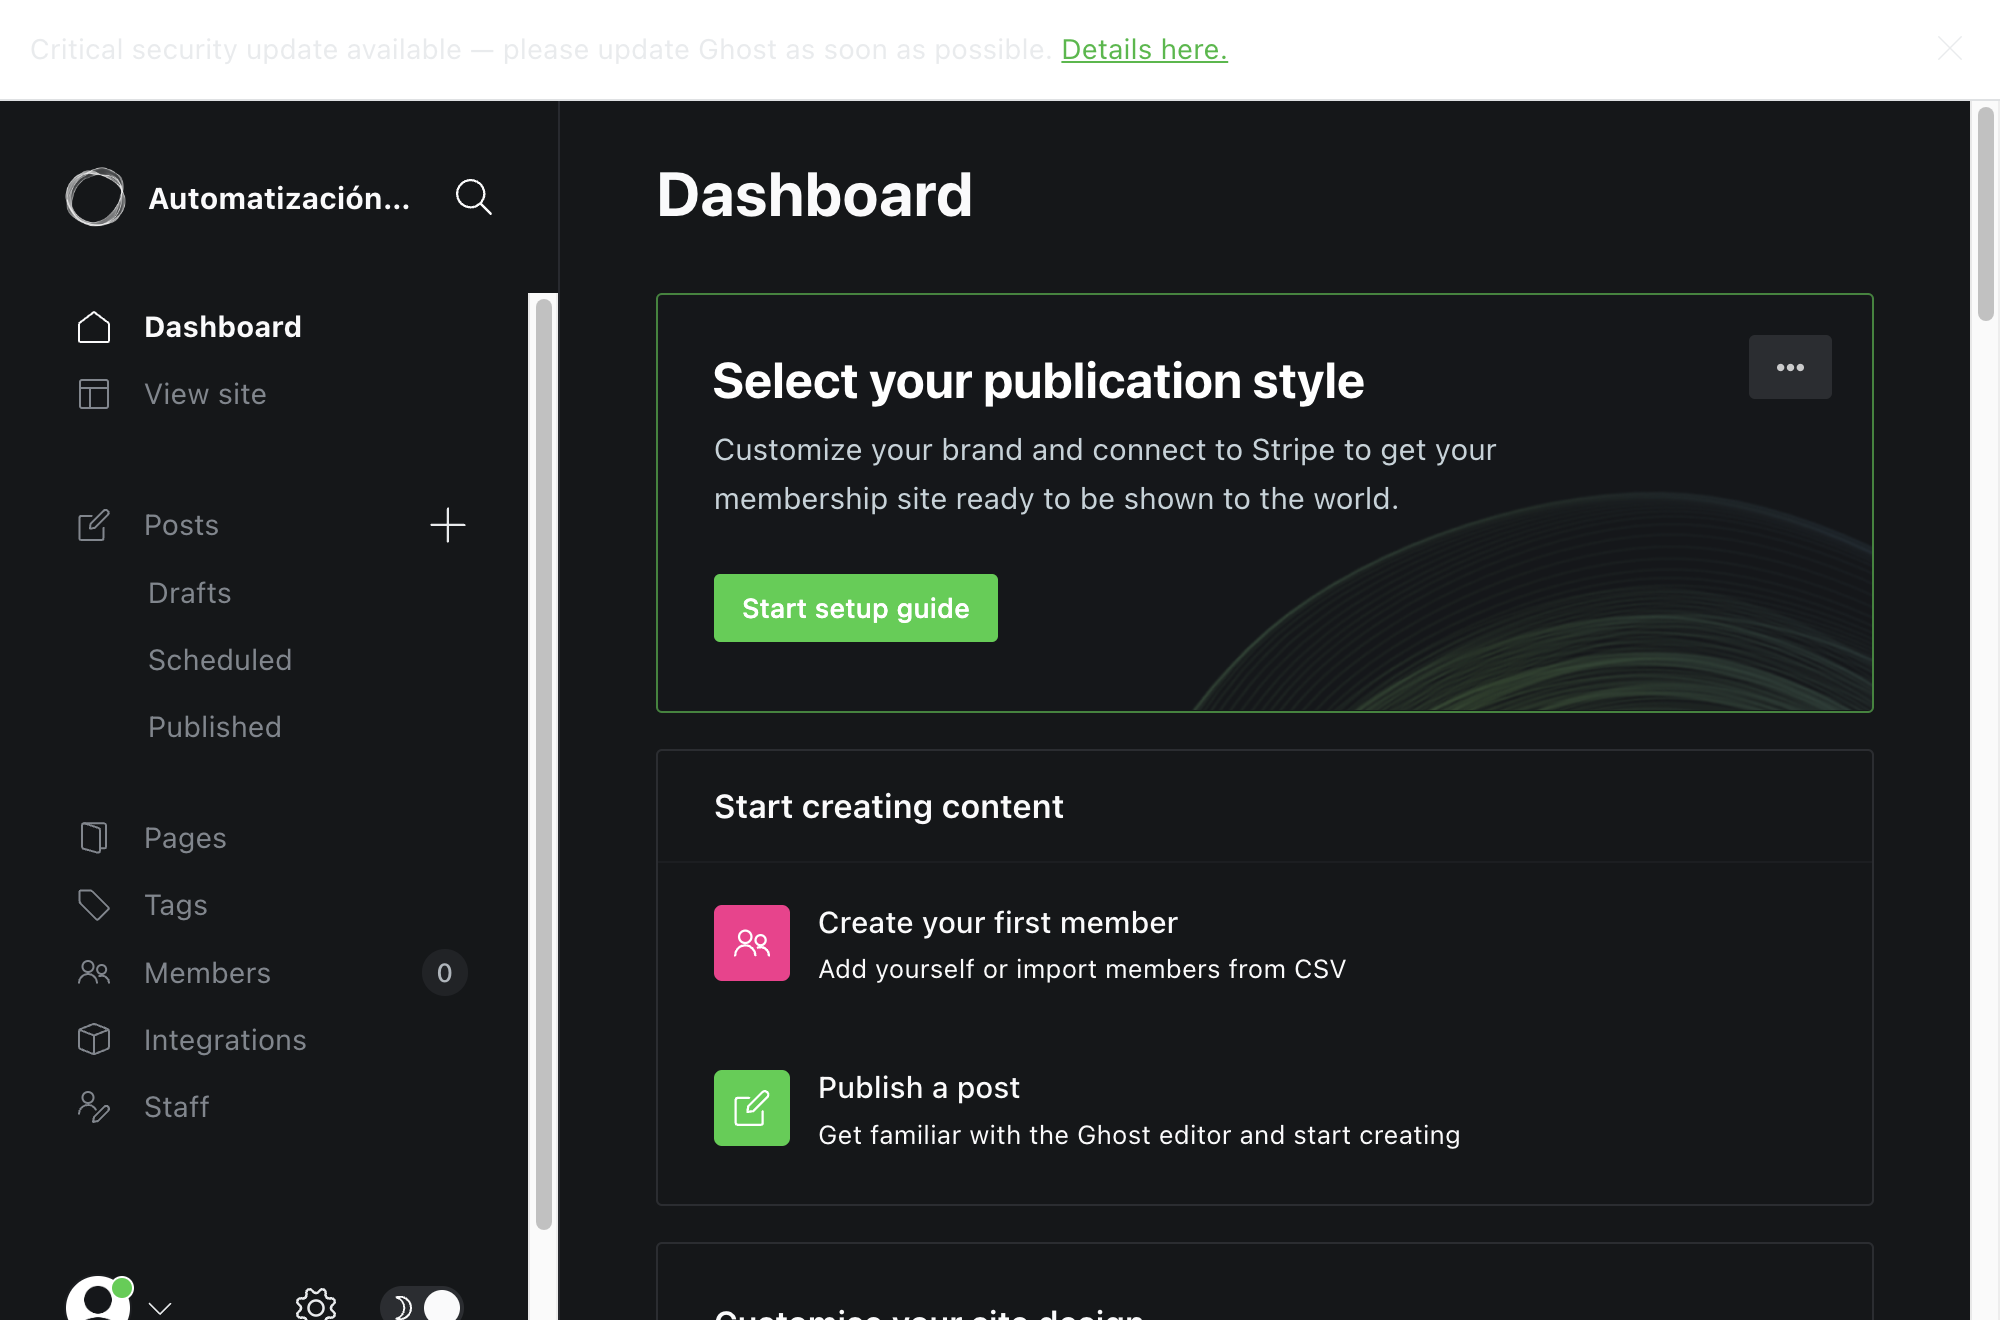 Critical security update available — please update Ghost as soon as possible. Details here.
Automatización...
Dashboard
View site
Posts
Drafts
Scheduled
Published
Pages
Tags
Members 0
Integrations
Staff
Dashboard
Select your publication style
Customize your brand and connect to Stripe to get your
membership site ready to be shown to the world.
Start setup guide
Start creating content
Create your first member
Add yourself or import members from CSV
Publish a post
Get familiar with the Ghost editor and start creating
Customise your site design